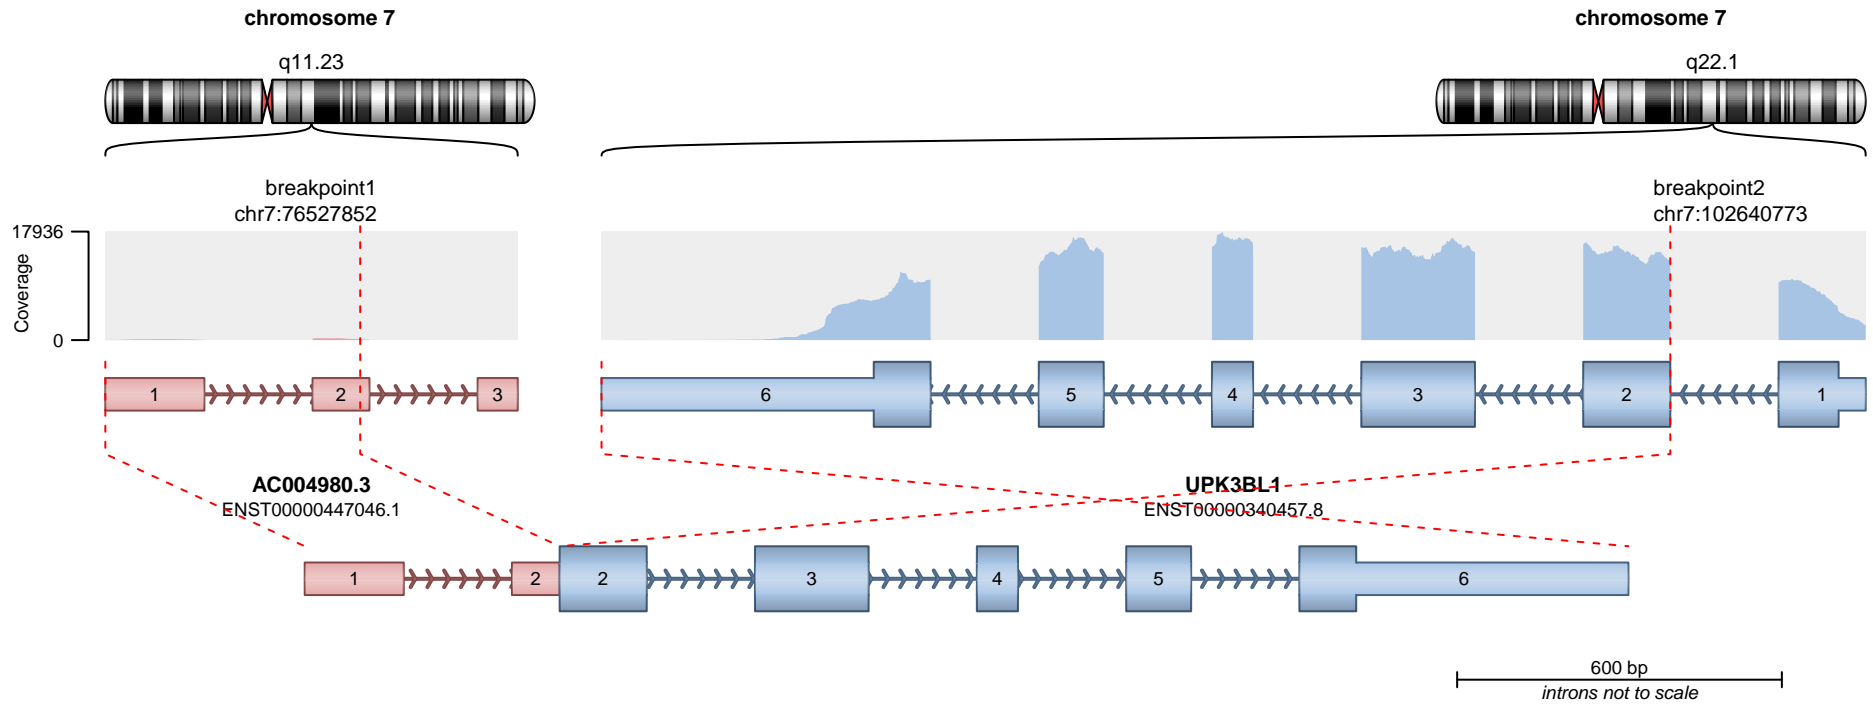 chromosome 7
chromosome 7
q11.23
q22.1
breakpoint1
chr7:76527852
breakpoint2
chr7:102640773
17936
Coverage
0
1
2
3
6
5
4
3
2
1
AC004980.3
ENST00000447046.1
UPK3BL1
ENST00000340457.8
1
2
2
3
4
5
6
600 bp
introns not to scale